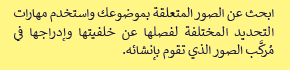 ابحث عن الصور المتعلقة بموضوعك واستخدم مهارات
التحديد المختلفة لفصلها عن خلفيتها وإدراجها في
مُركَّب الصور الذي تقوم بإنشائه.